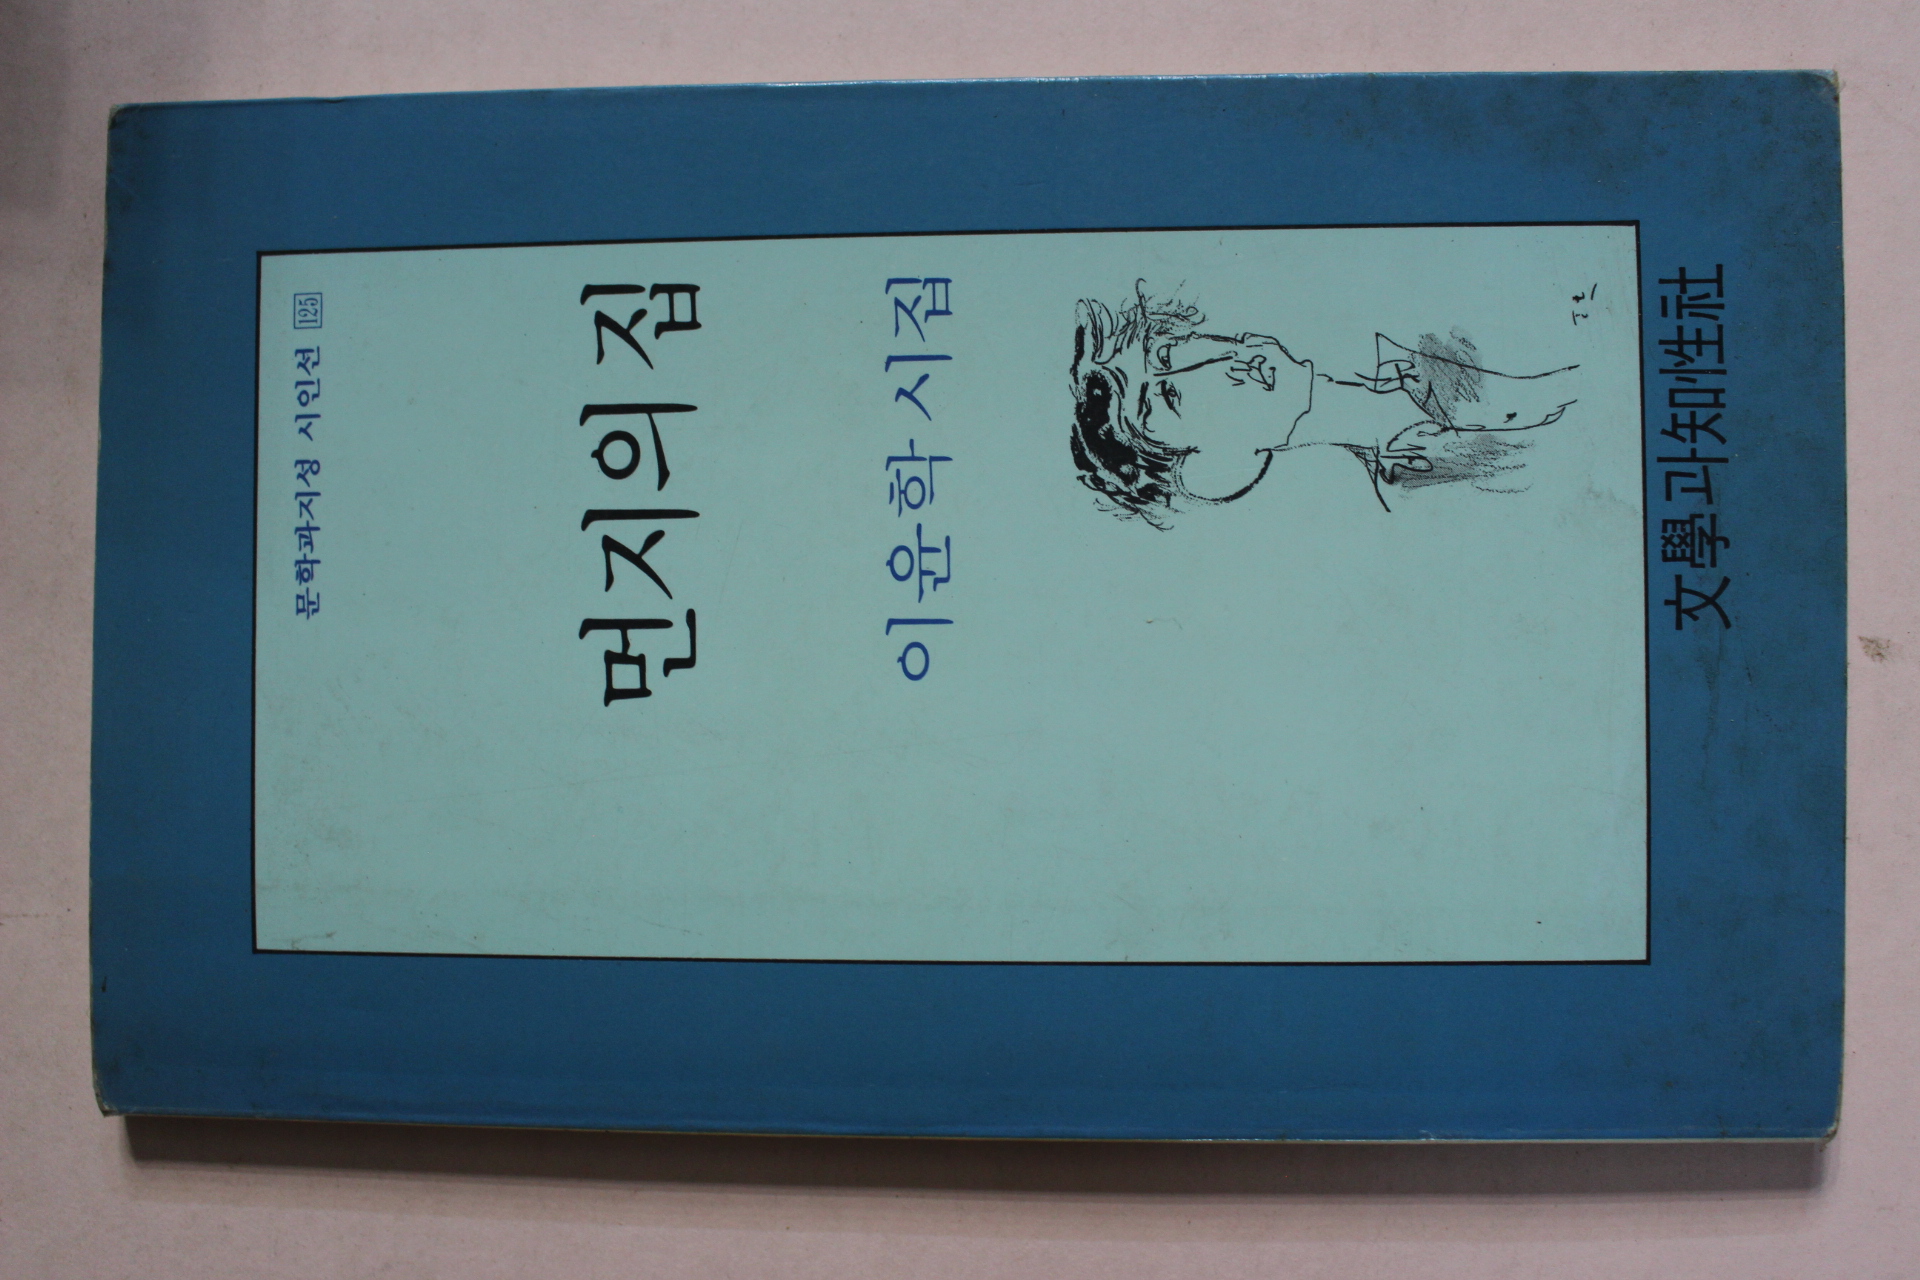 문학과지성 시인선 125
먼지의 집
이윤학 시집
文學과知性社